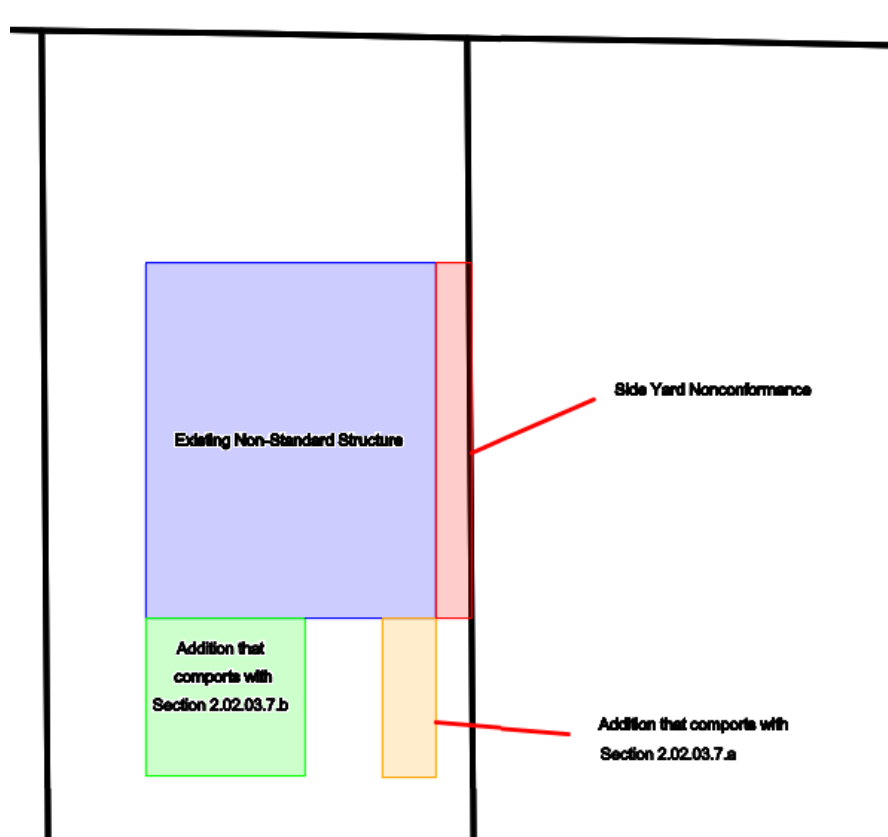 Side Yard Nonconformance
Existing Non-Standard Structure
Addition that
comports with
Section 2.02.03.7.b
Addition that comports with
Section 2.02.03.7.a